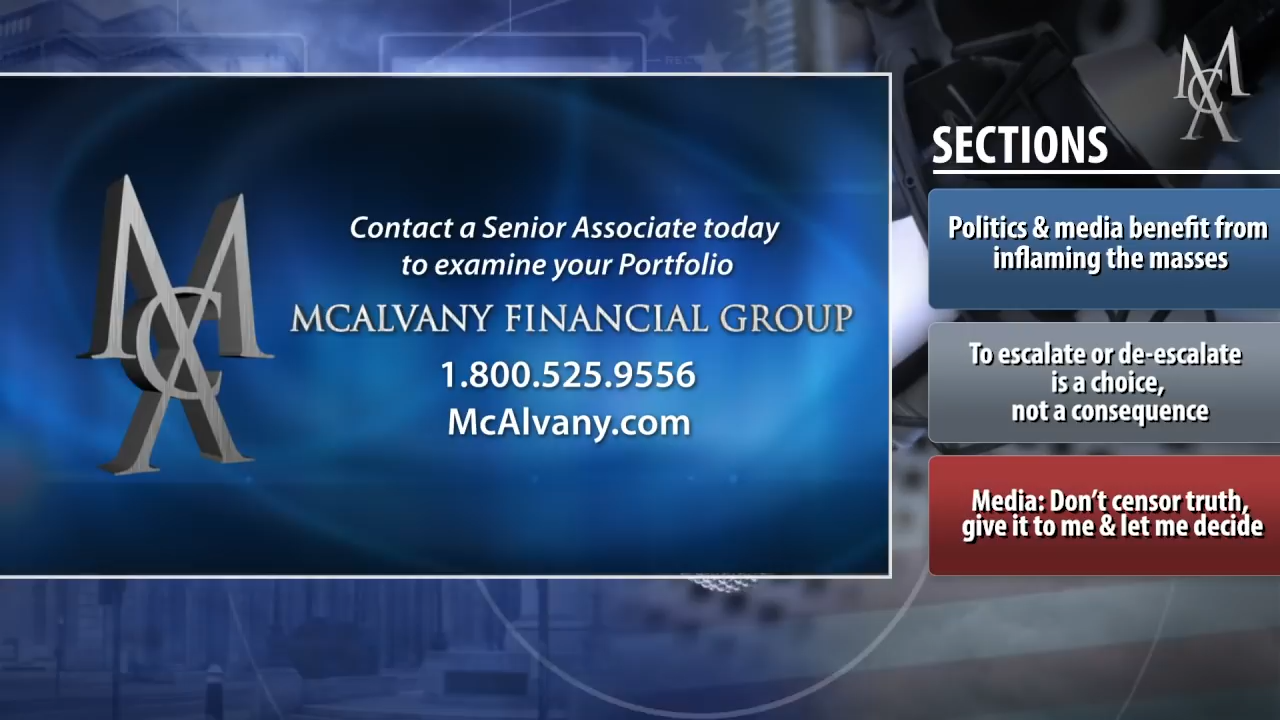 Contact a Senior Associate today
to examine your Portfolio
MCALVANY FINANCIAL GROUP
1.800.525.9556
McAlvany.com
SECTIONS
Politics & media benefit from
inflaming the masses
To escalate or de-escalate
is a choice,
not a consequence
Media: Don't censor truth,
give it to me & let me decide